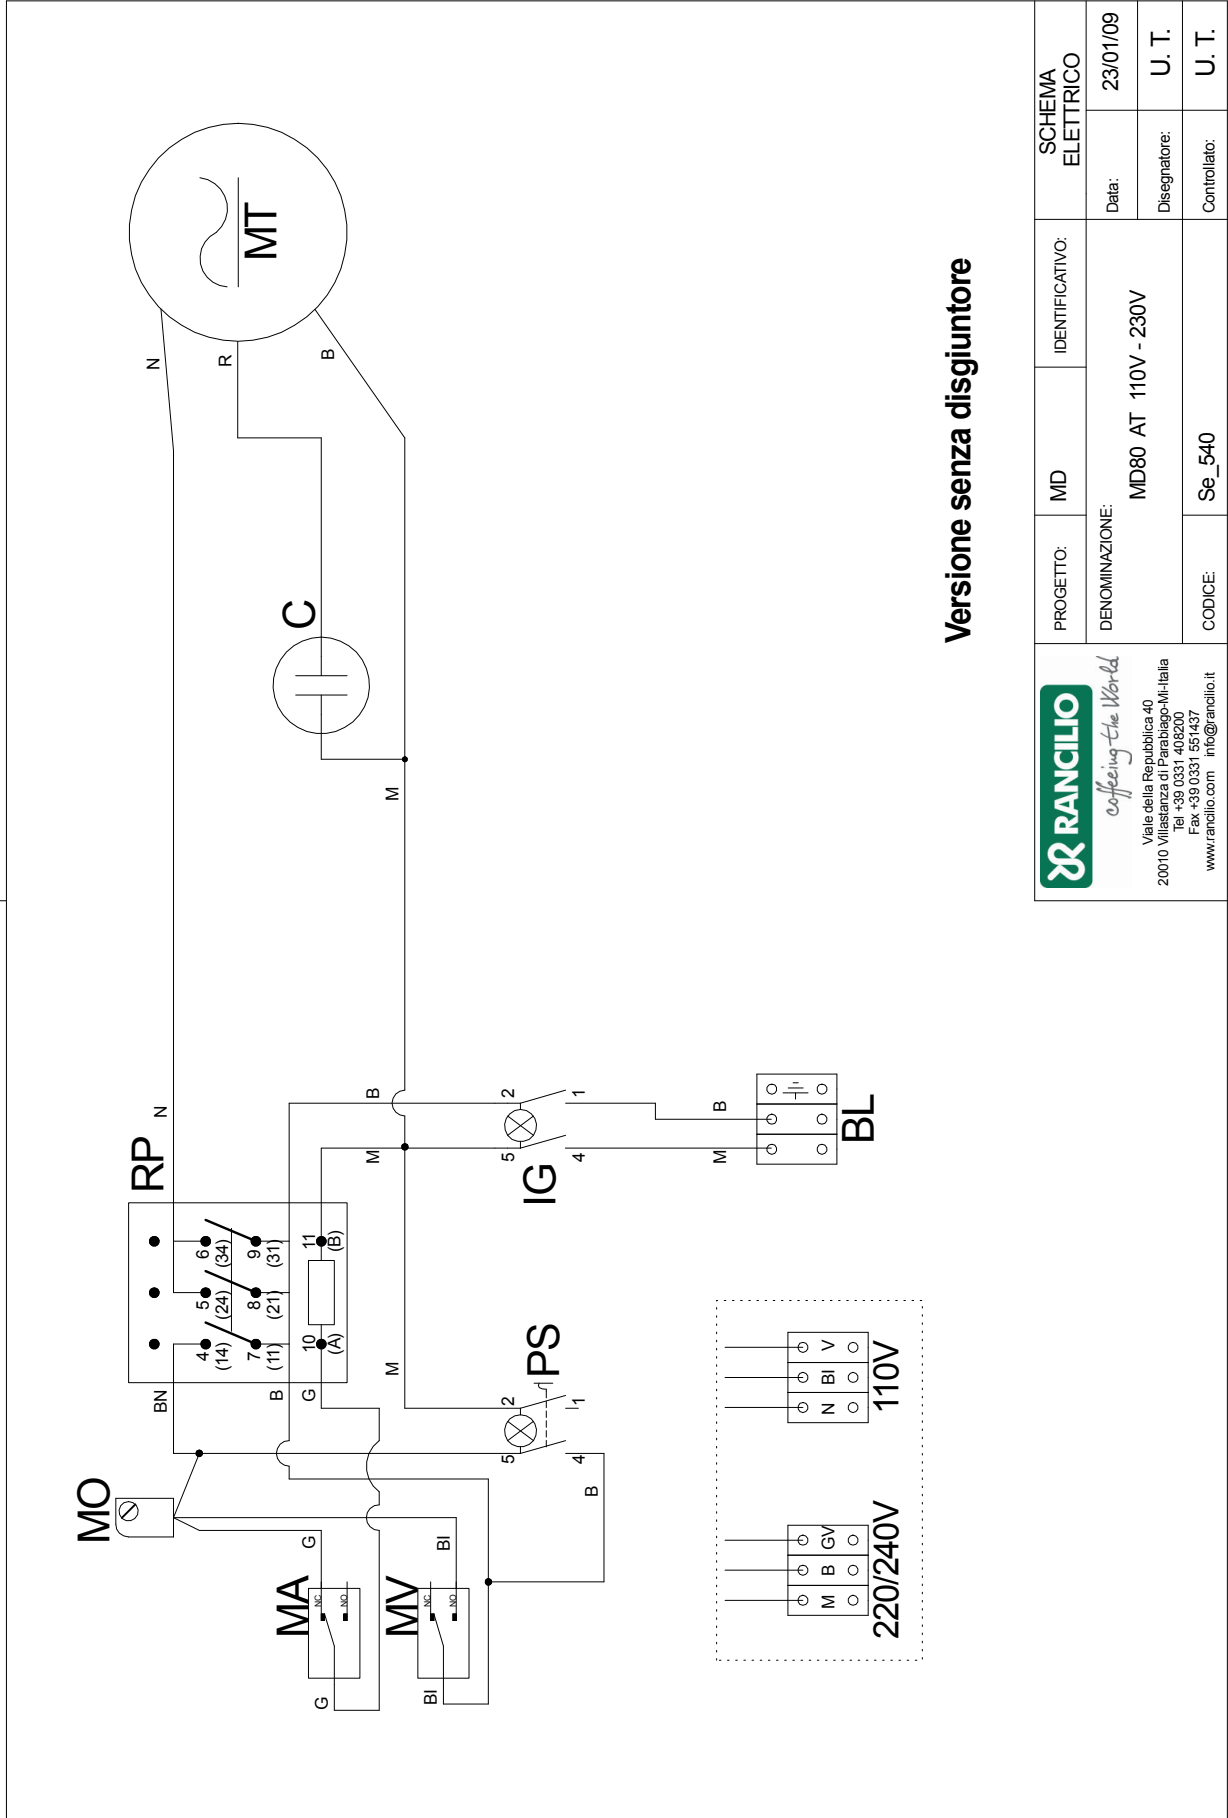 MO
MA
NC
NO
G
G
MV
NC
NO
BI
BI
RP
BN
B
G
4
(14)
5
(24)
6
(34)
7
(11)
8
(21)
9
(31)
10
(A)
11
(B)
N
N
R
B
MT
C
M
M
M
B
PS
5
2
4
1
B
IG
5
2
4
1
M
B
BL
220/240V
M
B
GV
110V
N
BI
V
Versione senza disgiuntore
RANCILIO
coffeeing the World
Viale della Repubblica 40
20010 Villastanza di Parabiago-Mi-Italia
Tel +39 0331 408200
Fax +39 0331 551437
www.rancilio.com info@rancilio.it
PROGETTO:
MD
IDENTIFICATIVO:
SCHEMA
ELETTRICO
DENOMINAZIONE:
MD80 AT 110V - 230V
Data:
23/01/09
Disegnatore:
U. T.
CODICE:
Se_540
Controllato:
U. T.